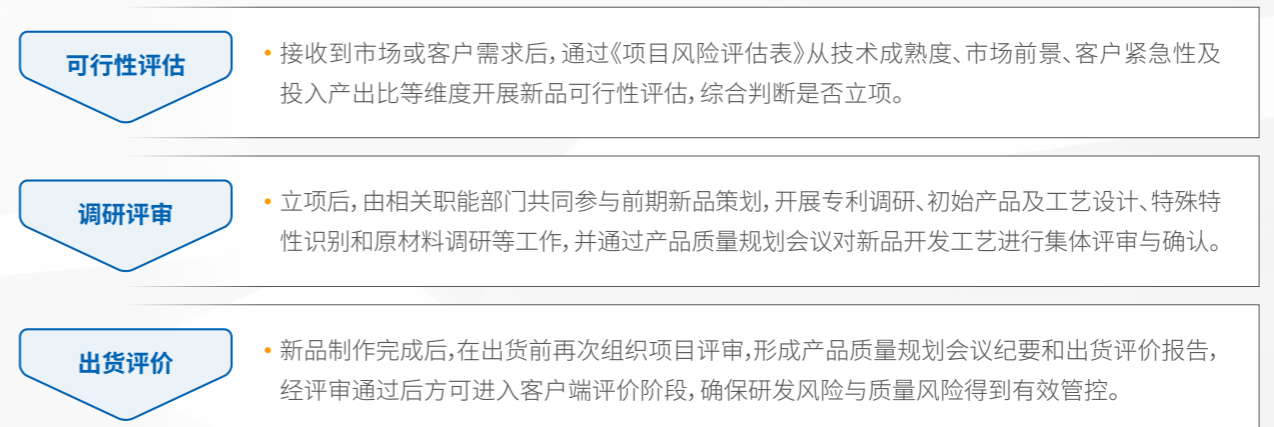 可行性评估
• 接收到市场或客户需求后，通过《项目风险评估表》从技术成熟度、市场前景、客户紧急性及
投入产出比等维度开展新品可行性评估，综合判断是否立项。
调研评审
• 立项后，由相关职能部门共同参与前期新品策划，开展专利调研、初始产品及工艺设计、特殊特
性识别和原材料调研等工作，并通过产品质量规划会议对新品开发工艺进行集体评审与确认。
出货评价
• 新品制作完成后，在出货前再次组织项目评审，形成产品质量规划会议纪要和出货评价报告，
经评审通过后方可进入客户端评价阶段，确保研发风险与质量风险得到有效管控。